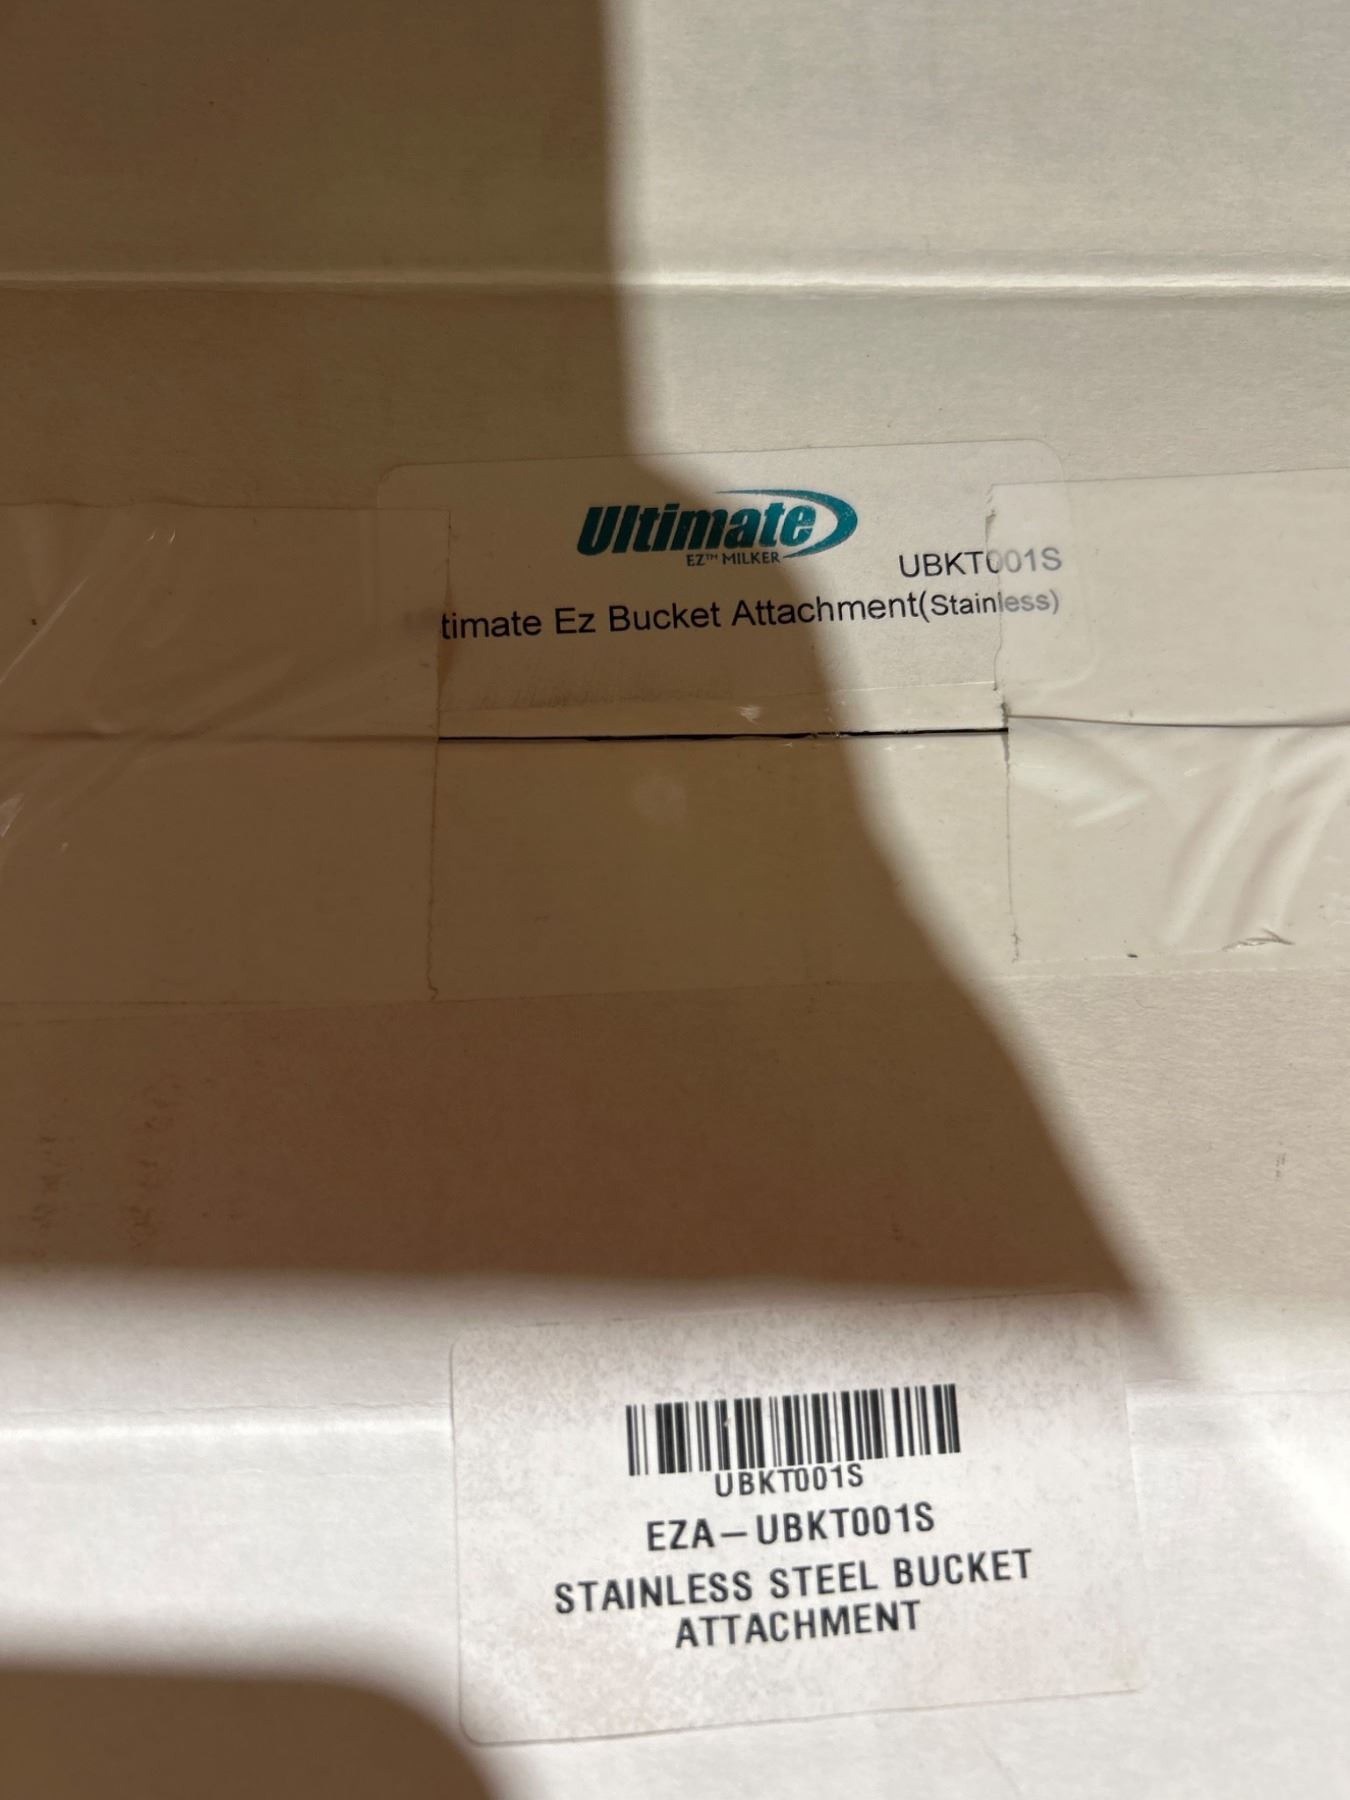 Ultimate
EZ™ MILKER
UBKT001S
timate Ez Bucket Attachment(Stainless)
UBKT001S
EZA-UBKT001S
STAINLESS STEEL BUCKET
ATTACHMENT